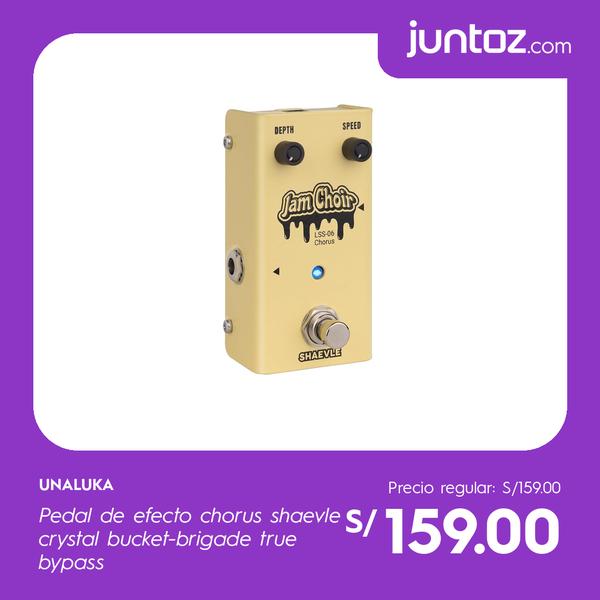 juntoz.com
DEPTH SPEED
Jam Choir
LSS-06
Chorus
SHAEVLE
UNALUKA
Pedal de efecto chorus shaevle
crystal bucket-brigade true
bypass
Precio regular: S/159.00
S/159.00